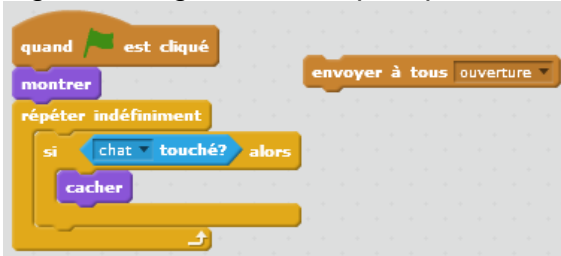 quand est cliqué
montrer
répéter indéfiniment
si chat touché? alors
cacher
envoyer à tous ouverture